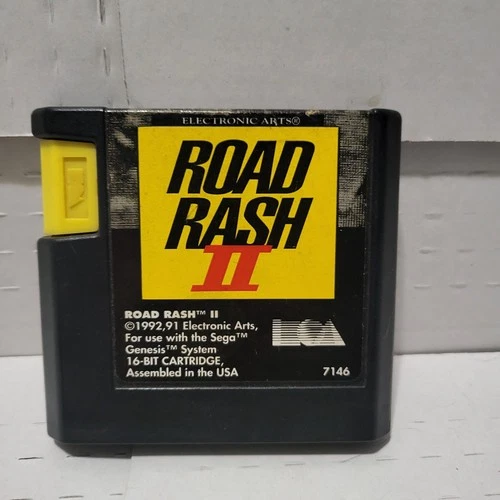 ELECTRONIC ARTS®
ROAD
RASH
II
ROAD RASH™ II
©1992,91 Electronic Arts,
For use with the Sega™
Genesis™ System
16-BIT CARTRIDGE,
Assembled in the USA
EA
7146